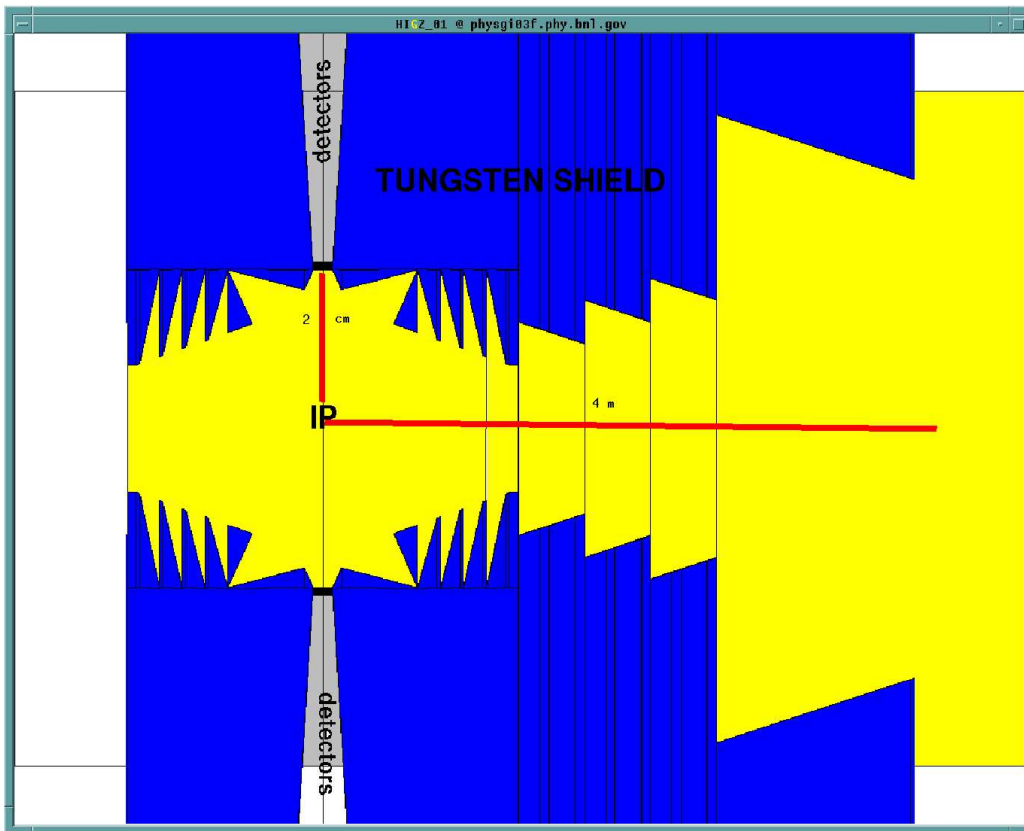 HIGZ_01 @ physgi03f.phy.bnl.gov
detectors
TUNGSTEN SHIELD
2 cm
4 m
IP
detectors